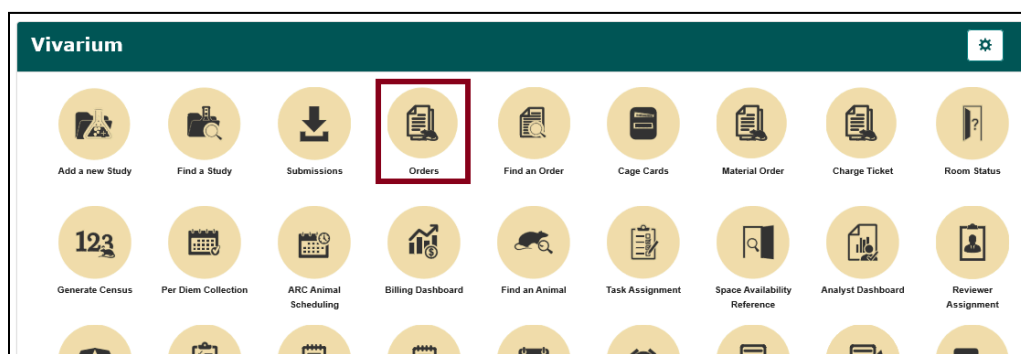 Vivarium
Add a new Study
Find a Study
Submissions
Orders
Find an Order
Cage Cards
Material Order
Charge Ticket
Room Status
?
123
Generate Census
Per Diem Collection
ARC Animal
Scheduling
Billing Dashboard
Find an Animal
Task Assignment
Space Availability
Reference
Analyst Dashboard
Reviewer
Assignment